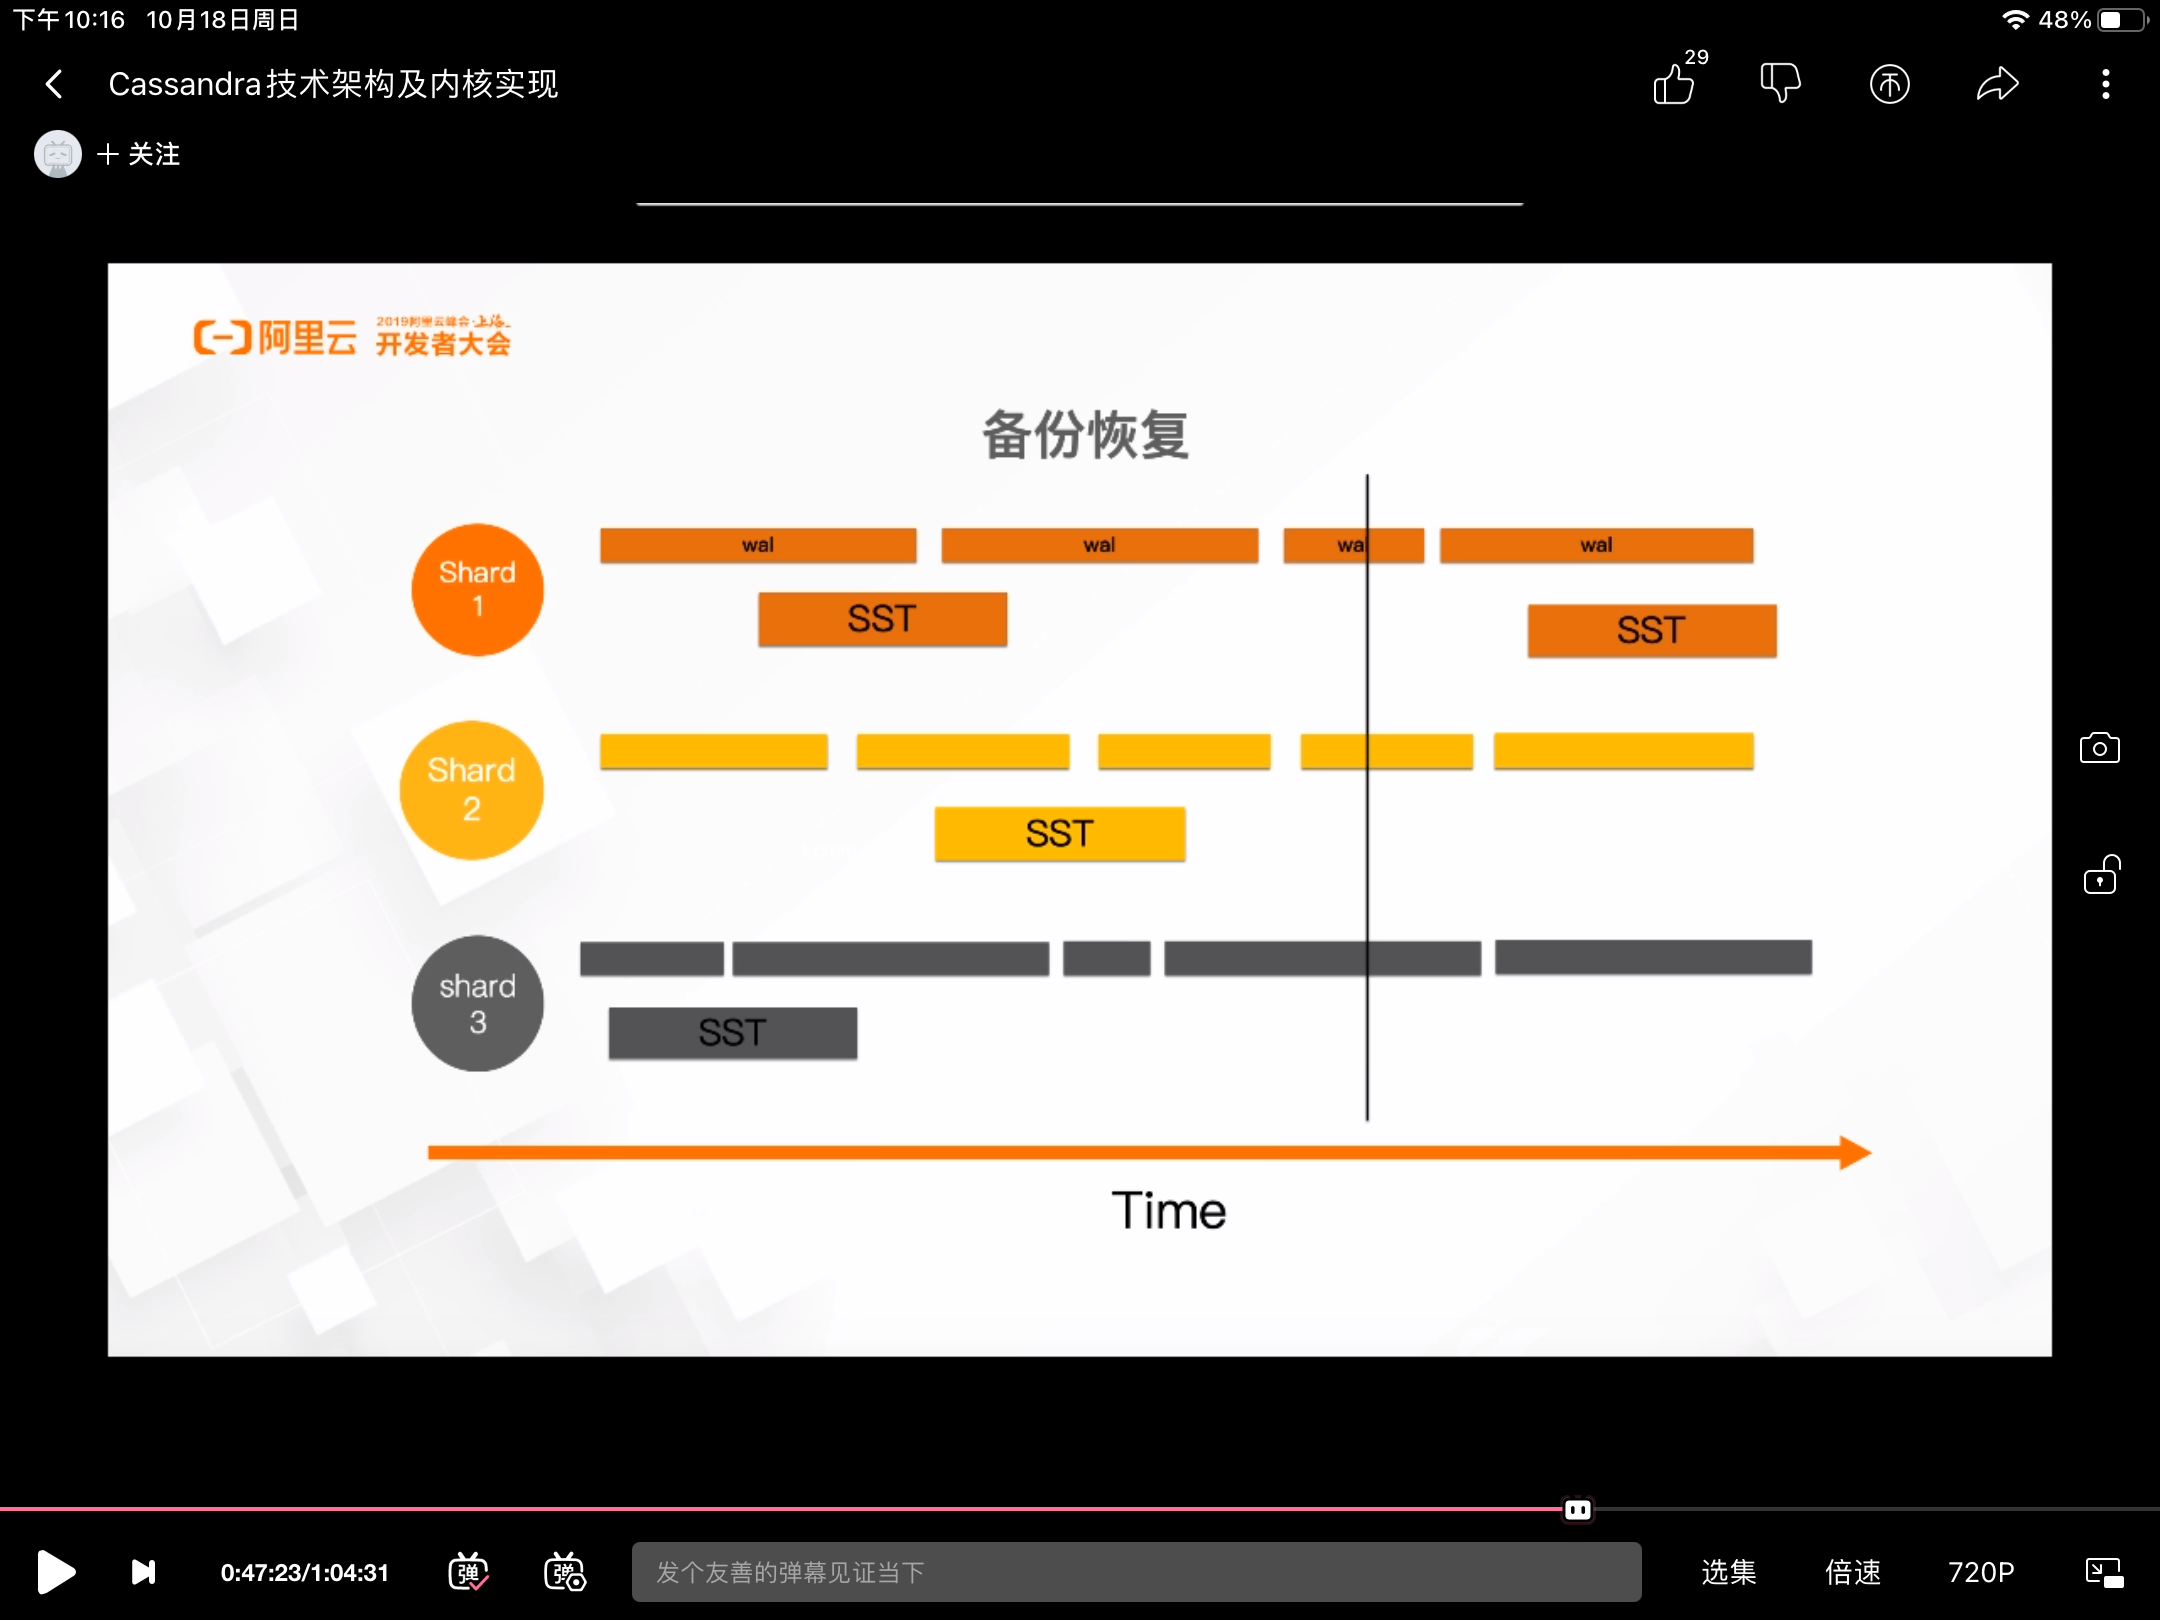 下午10:16 10月18日周日
48%
Cassandra技术架构及内核实现
29
+ 关注
阿里云
2019阿里云峰会·上海
开发者大会
备份恢复
Shard
1
wal
wal
wal
wal
SST
SST
Shard
2
SST
shard
3
SST
Time
0:47:23/1:04:31
弹
弹
发个友善的弹幕见证当下
选集
倍速
720P